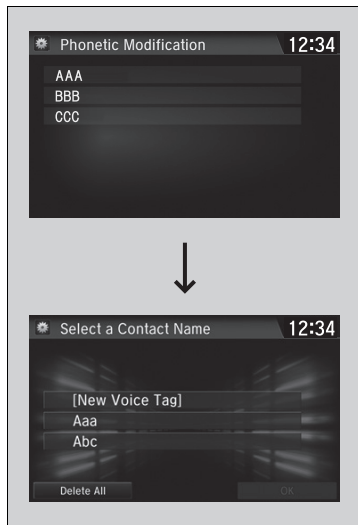 Phonetic Modification 12:34
AAA
BBB
CCC
Select a Contact Name 12:34
[New Voice Tag]
Aaa
Abc
Delete All OK